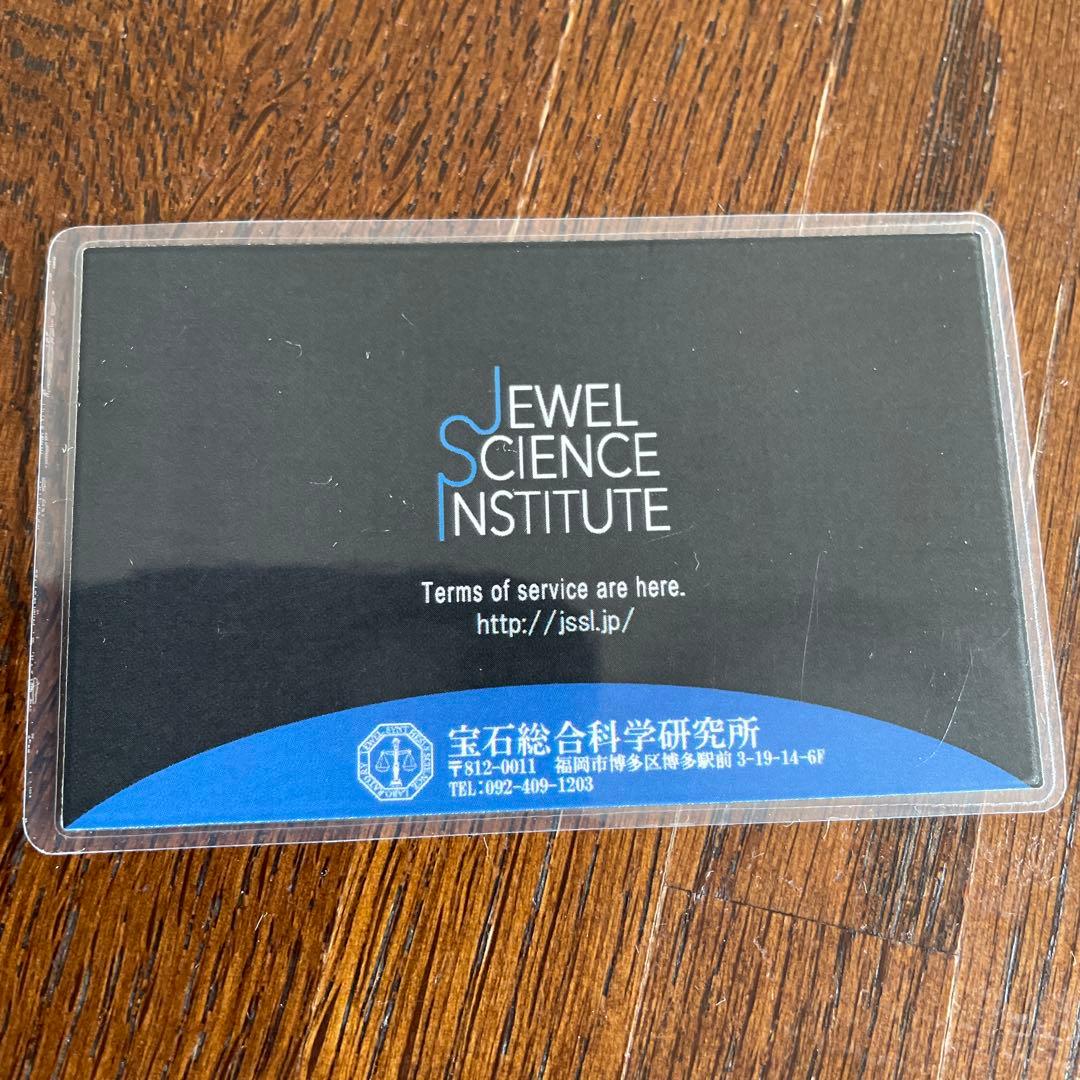 JEWEL
SCIENCE
INSTITUTE
Terms of service are here.
http://jssl.jp/
宝石総合科学研究所
〒812-0011 福岡市博多区博多駅前 3-19-14-6F
TEL:092-409-1203